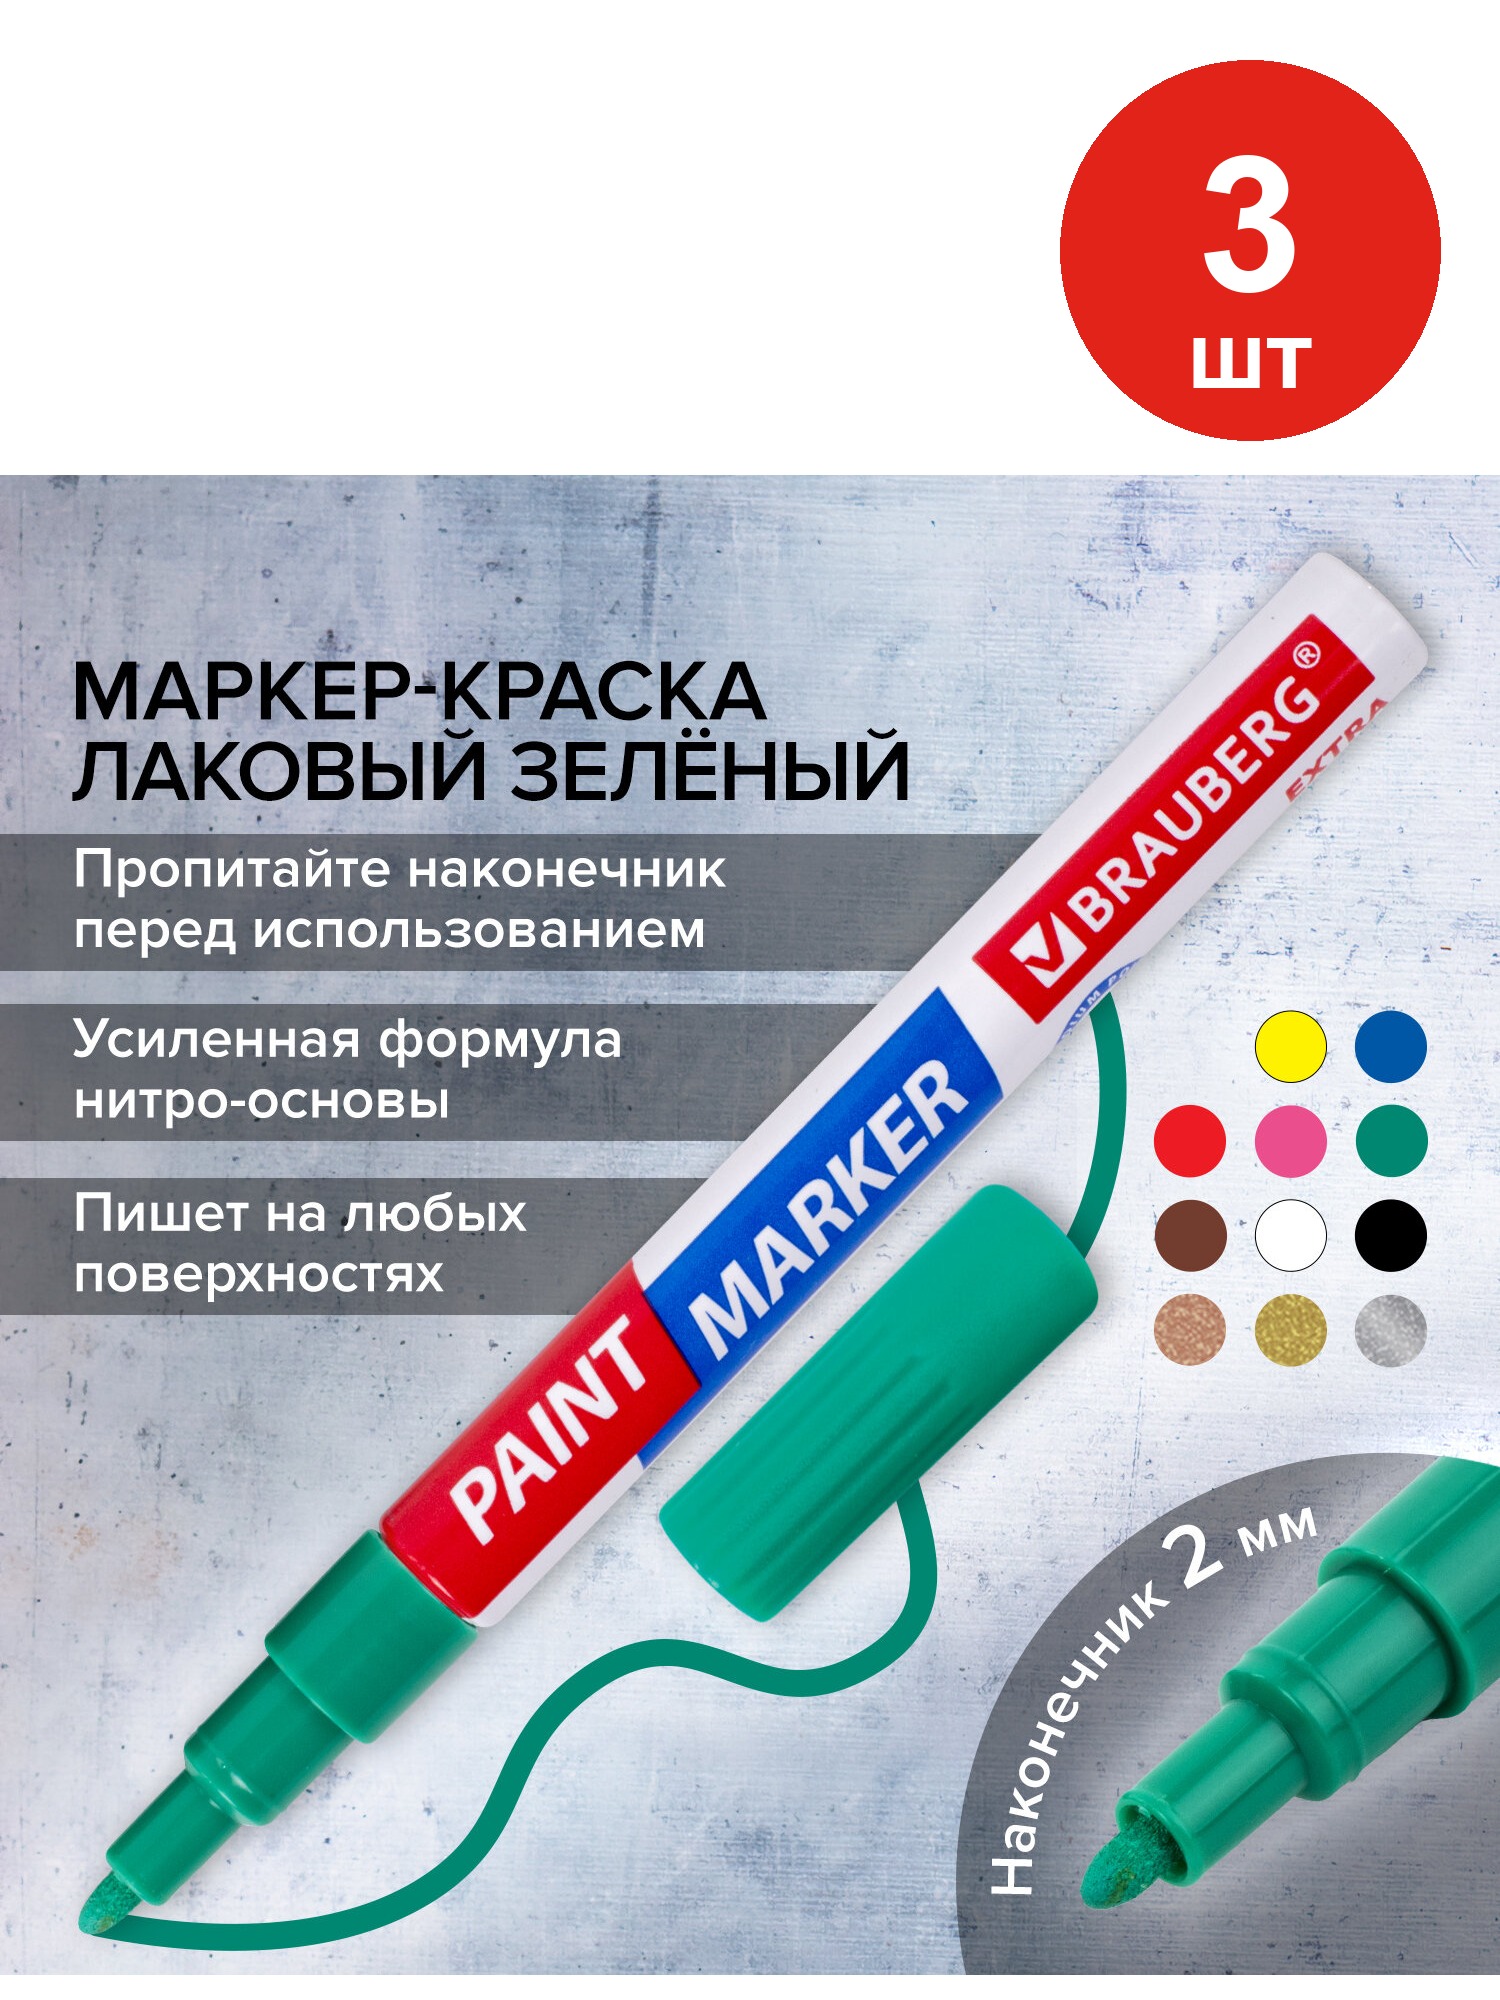 3
шт
МАРКЕР-КРАСКА
ЛАКОВЫЙ ЗЕЛЁНЫЙ
Пропитайте наконечник
перед использованием
Усиленная формула
нитро-основы
Пишет на любых
поверхностях
BRAUBERG®
EXTRA
PAINT MARKER
Наконечник 2 мм